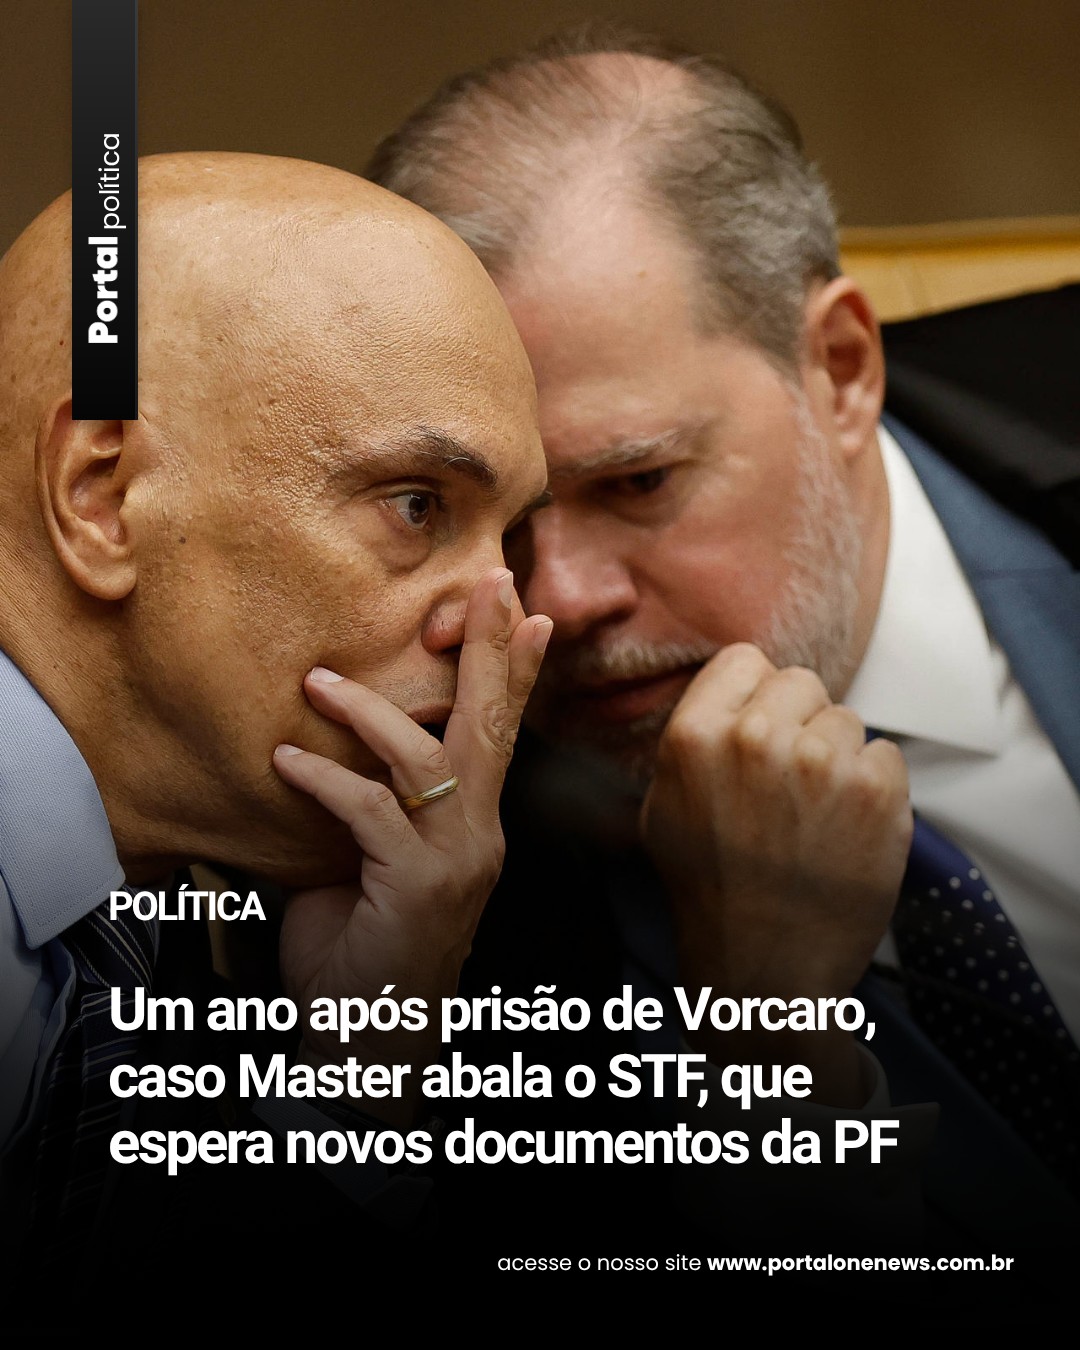 Portal política
POLÍTICA
Um ano após prisão de Vorcaro,
caso Master abala o STF, que
espera novos documentos da PF
acesse o nosso site www.portalonenews.com.br